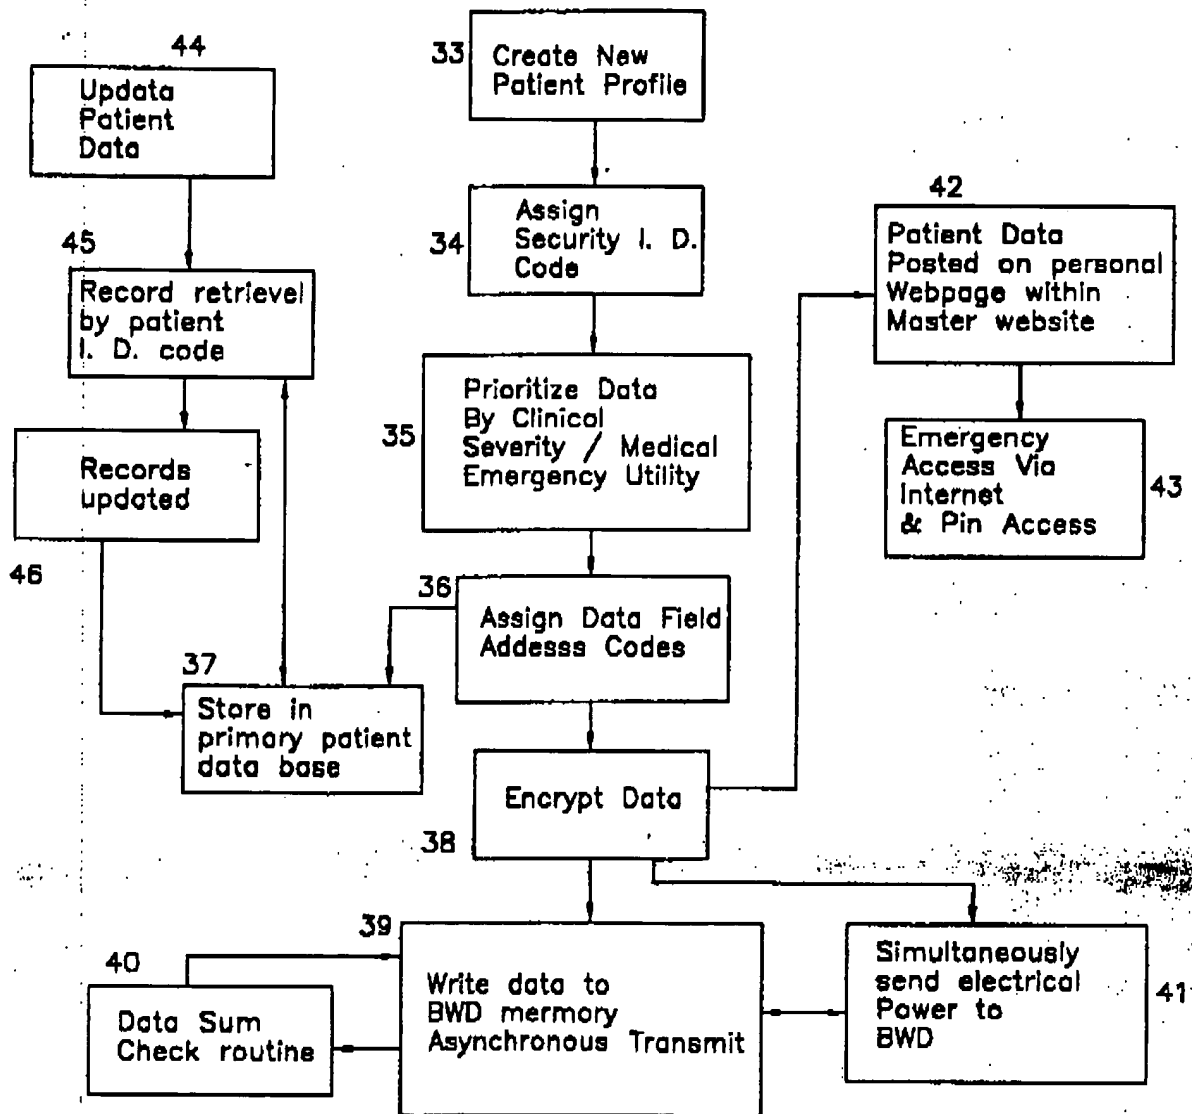 44
Updata
Patient
Data
45
Record retrievel
by patient
I. D. code
Records
updated
46
33
Create New
Patient Profile
34
Assign
Security I. D.
Code
35
Prioritize Data
By Clinical
Severity / Medical
Emergency Utility
36
Assign Data Field
Addesss Codes
37
Store in
primary patient
data base
38
Encrypt Data
42
Patient Data
Posted on personal
Webpage within
Master website
Emergency
Access Via
Internet
& Pin Access
43
39
Write data to
BWD mermory
Asynchronous Transmit
40
Data Sum
Check routine
Simultaneously
send electrical
Power to
BWD
41